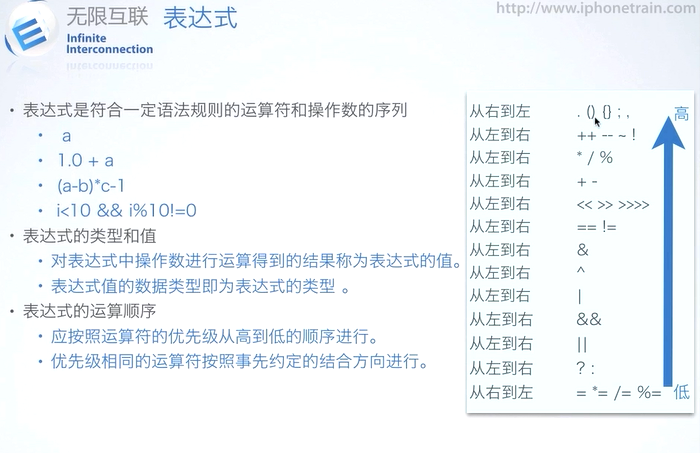 http://www.iphonetrain.com
无限互联 表达式
Infinite
Interconnection
• 表达式是符合一定语法规则的运算符和操作数的序列
• a
• 1.0 + a
• (a-b)*c-1
• i<10 && i%10!=0
• 表达式的类型和值
• 对表达式中操作数进行运算得到的结果称为表达式的值。
• 表达式值的数据类型即为表达式的类型 。
• 表达式的运算顺序
• 应按照运算符的优先级从高到低的顺序进行。
• 优先级相同的运算符按照事先约定的结合方向进行。
从右到左 . () {} ; , 高
从左到右 ++ -- ~ !
从左到右 * / %
从左到右 + -
从左到右 << >> >>>>
从左到右 == !=
从左到右 &
从左到右 ^
从左到右 |
从左到右 &&
从左到右 ||
从左到右 ? :
从右到左 = *= /= %= 低